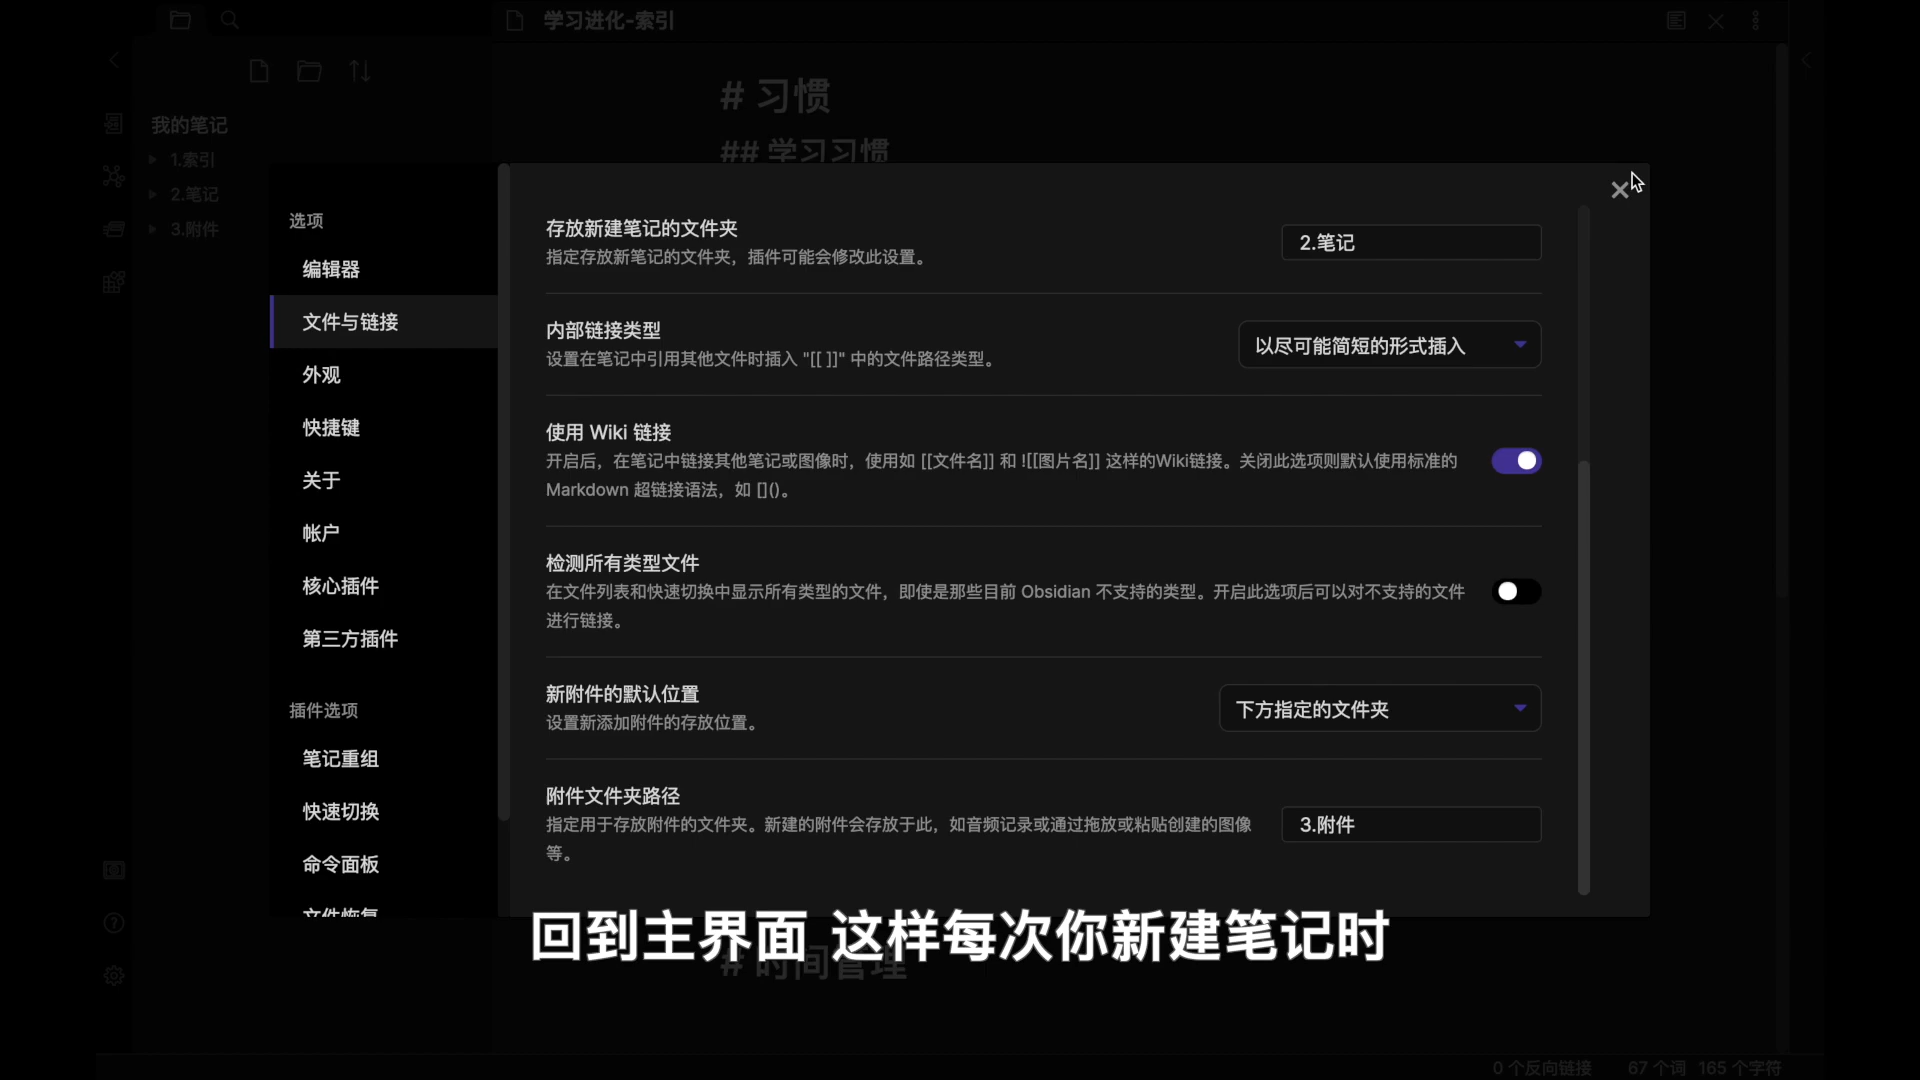 学习进化-索引
# 习惯
## 学习习惯
我的笔记
1.索引
2.笔记
3.附件
选项
编辑器
文件与链接
外观
快捷键
关于
帐户
核心插件
第三方插件
插件选项
笔记重组
快速切换
命令面板
文件恢复
存放新建笔记的文件夹
指定存放新笔记的文件夹，插件可能会修改此设置。
2.笔记
内部链接类型
设置在笔记中引用其他文件时插入 "[[ ]]" 中的文件路径类型。
以尽可能简短的形式插入
使用 Wiki 链接
开启后，在笔记中链接其他笔记或图像时，使用如 [[文件名]] 和 ![[图片名]] 这样的Wiki链接。关闭此选项则默认使用标准的
Markdown 超链接语法，如 []()。
检测所有类型文件
在文件列表和快速切换中显示所有类型的文件，即使是那些目前 Obsidian 不支持的类型。开启此选项后可以对不支持的文件
进行链接。
新附件的默认位置
设置新添加附件的存放位置。
下方指定的文件夹
附件文件夹路径
指定用于存放附件的文件夹。新建的附件会存放于此，如音频记录或通过拖放或粘贴创建的图像
等。
3.附件
回到主界面 这样每次你新建笔记时
# 时间管理
0 个反向链接
67 个词
165 个字符